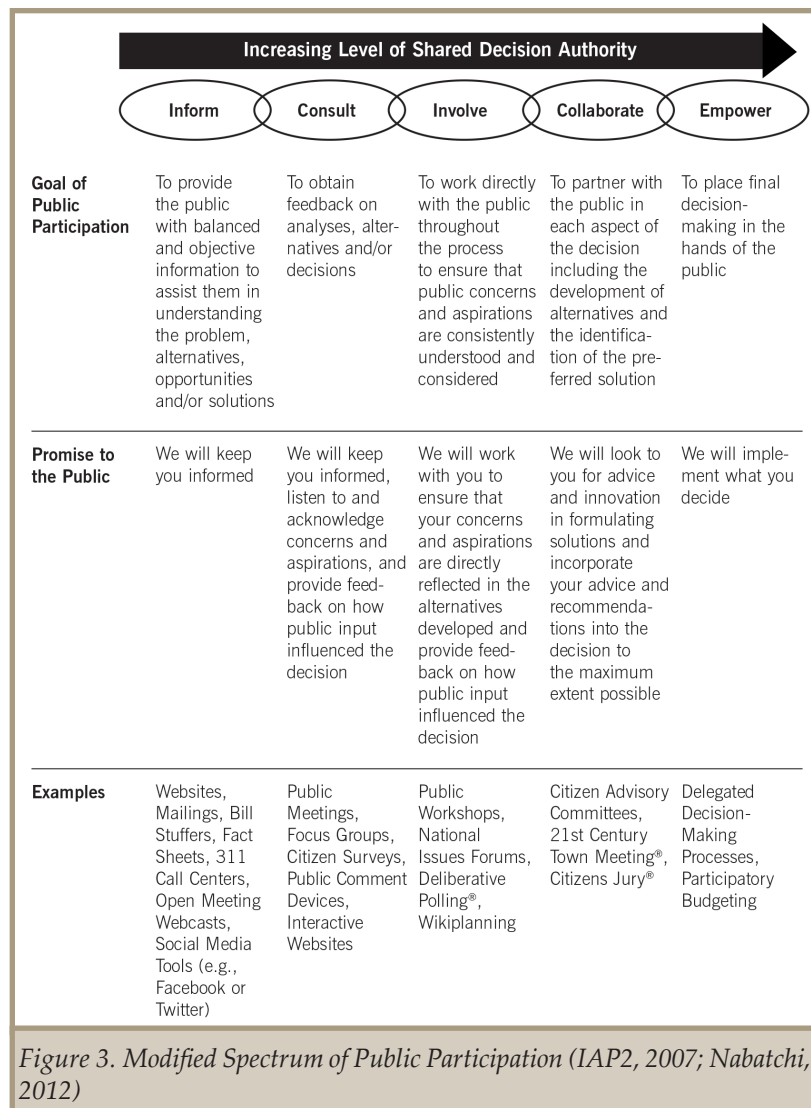 Increasing Level of Shared Decision Authority
Inform
Consult
Involve
Collaborate
Empower
Goal of
Public
Participation
To provide
the public
with balanced
and objective
information to
assist them in
understanding
the problem,
alternatives,
opportunities
and/or solutions
To obtain
feedback on
analyses, alter-
natives and/or
decisions
To work directly
with the public
throughout
the process
to ensure that
public concerns
and aspirations
are consistently
understood and
considered
To partner with
the public in
each aspect of
the decision
including the
development of
alternatives and
the identifica-
tion of the pre-
ferred solution
To place final
decision-
making in the
hands of the
public
Promise to
the Public
We will keep
you informed
We will keep
you informed,
listen to and
acknowledge
concerns and
aspirations, and
provide feed-
back on how
public input
influenced the
decision
We will work
with you to
ensure that
your concerns
and aspirations
are directly
reflected in the
alternatives
developed and
provide feed-
back on how
public input
influenced the
decision
We will look to
you for advice
and innovation
in formulating
solutions and
incorporate
your advice and
recommenda-
tions into the
decision to
the maximum
extent possible
We will imple-
ment what you
decide
Examples
Websites,
Mailings, Bill
Stuffers, Fact
Sheets, 311
Call Centers,
Open Meeting
Webcasts,
Social Media
Tools (e.g.,
Facebook or
Twitter)
Public
Meetings,
Focus Groups,
Citizen Surveys,
Public Comment
Devices,
Interactive
Websites
Public
Workshops,
National
Issues Forums,
Deliberative
Polling®,
Wikiplanning
Citizen Advisory
Committees,
21st Century
Town Meeting®,
Citizens Jury®
Delegated
Decision-
Making
Processes,
Participatory
Budgeting
Figure 3. Modified Spectrum of Public Participation (IAP2, 2007; Nabatchi,
2012)